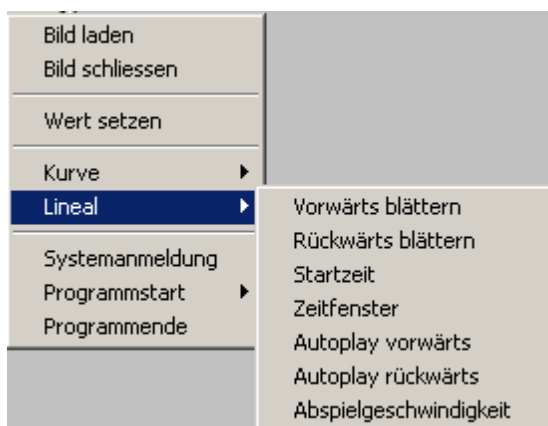 Bild laden
Bild schliessen
Wert setzen
Kurve
Lineal
Systemanmeldung
Programmstart
Programmende
Vorwärts blättern
Rückwärts blättern
Startzeit
Zeitfenster
Autoplay vorwärts
Autoplay rückwärts
Abspielgeschwindigkeit